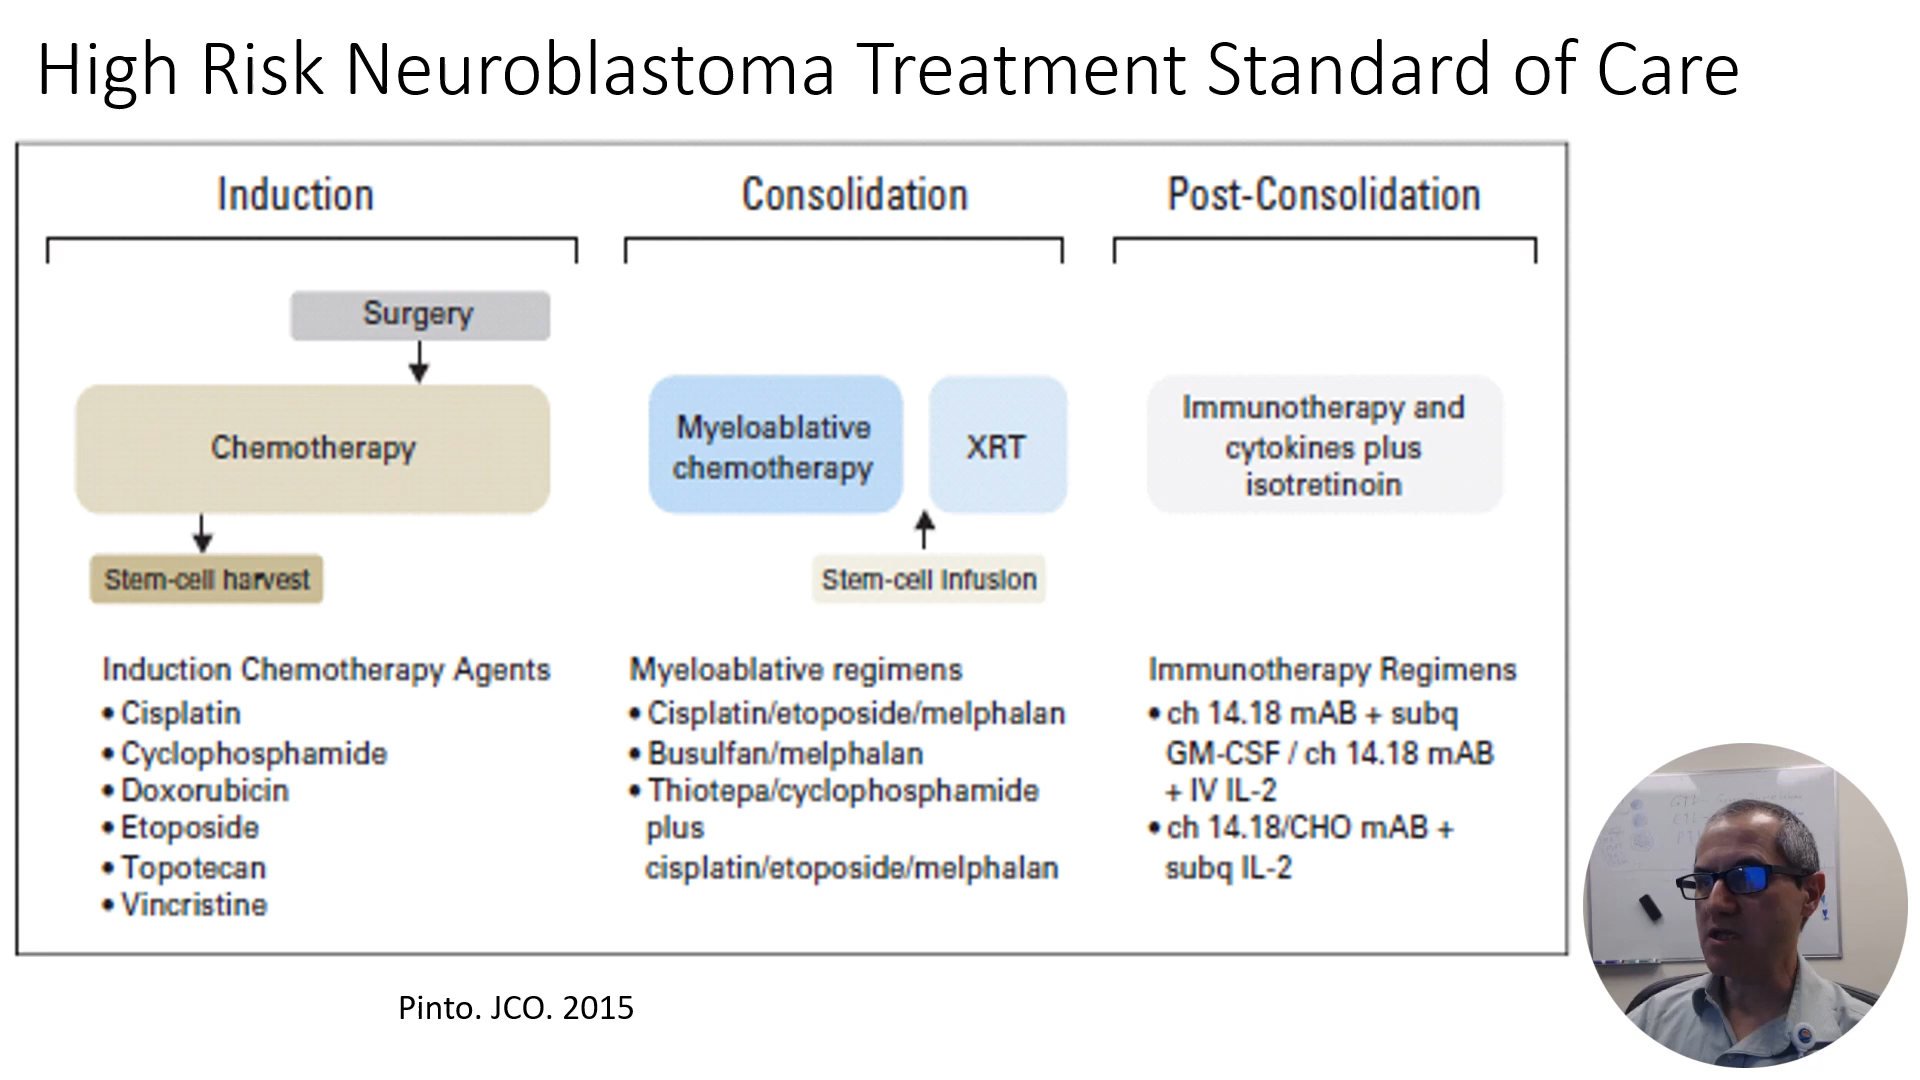 High Risk Neuroblastoma Treatment Standard of Care
Induction
Consolidation
Post-Consolidation
Surgery
Chemotherapy
Stem-cell harvest
Myeloablative
chemotherapy
XRT
Stem-cell Infusion
Immunotherapy and
cytokines plus
isotretinoin
Induction Chemotherapy Agents
• Cisplatin
• Cyclophosphamide
• Doxorubicin
• Etoposide
• Topotecan
• Vincristine
Myeloablative regimens
• Cisplatin/etoposide/melphalan
• Busulfan/melphalan
• Thiotepa/cyclophosphamide
plus
cisplatin/etoposide/melphalan
Immunotherapy Regimens
• ch 14.18 mAB + subq
GM-CSF / ch 14.18 mAB
+ IV IL-2
• ch 14.18/CHO mAB +
subq IL-2
Pinto. JCO. 2015